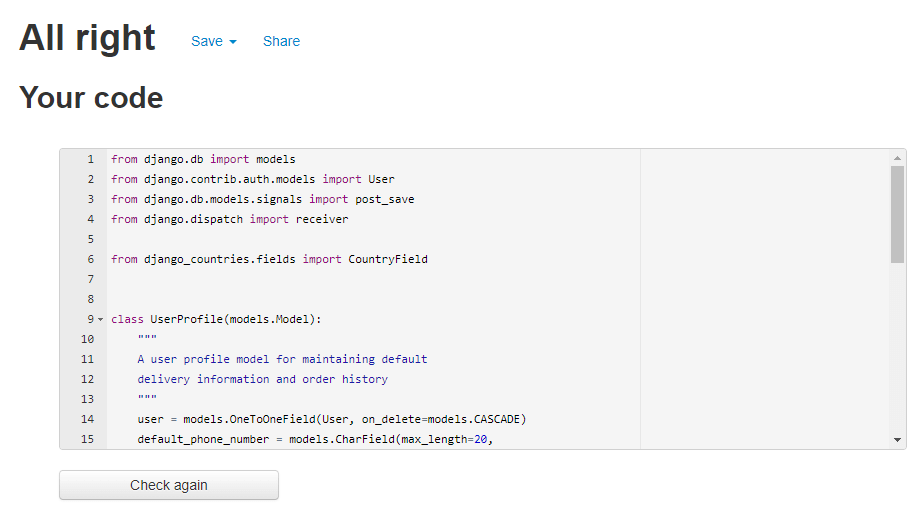 All right Save Share
Your code
1 from django.db import models
2 from django.contrib.auth.models import User
3 from django.db.models.signals import post_save
4 from django.dispatch import receiver
5
6 from django_countries.fields import CountryField
7
8
9 class UserProfile(models.Model):
10 """
11 A user profile model for maintaining default
12 delivery information and order history
13 """
14 user = models.OneToOneField(User, on_delete=models.CASCADE)
15 default_phone_number = models.CharField(max_length=20,
Check again